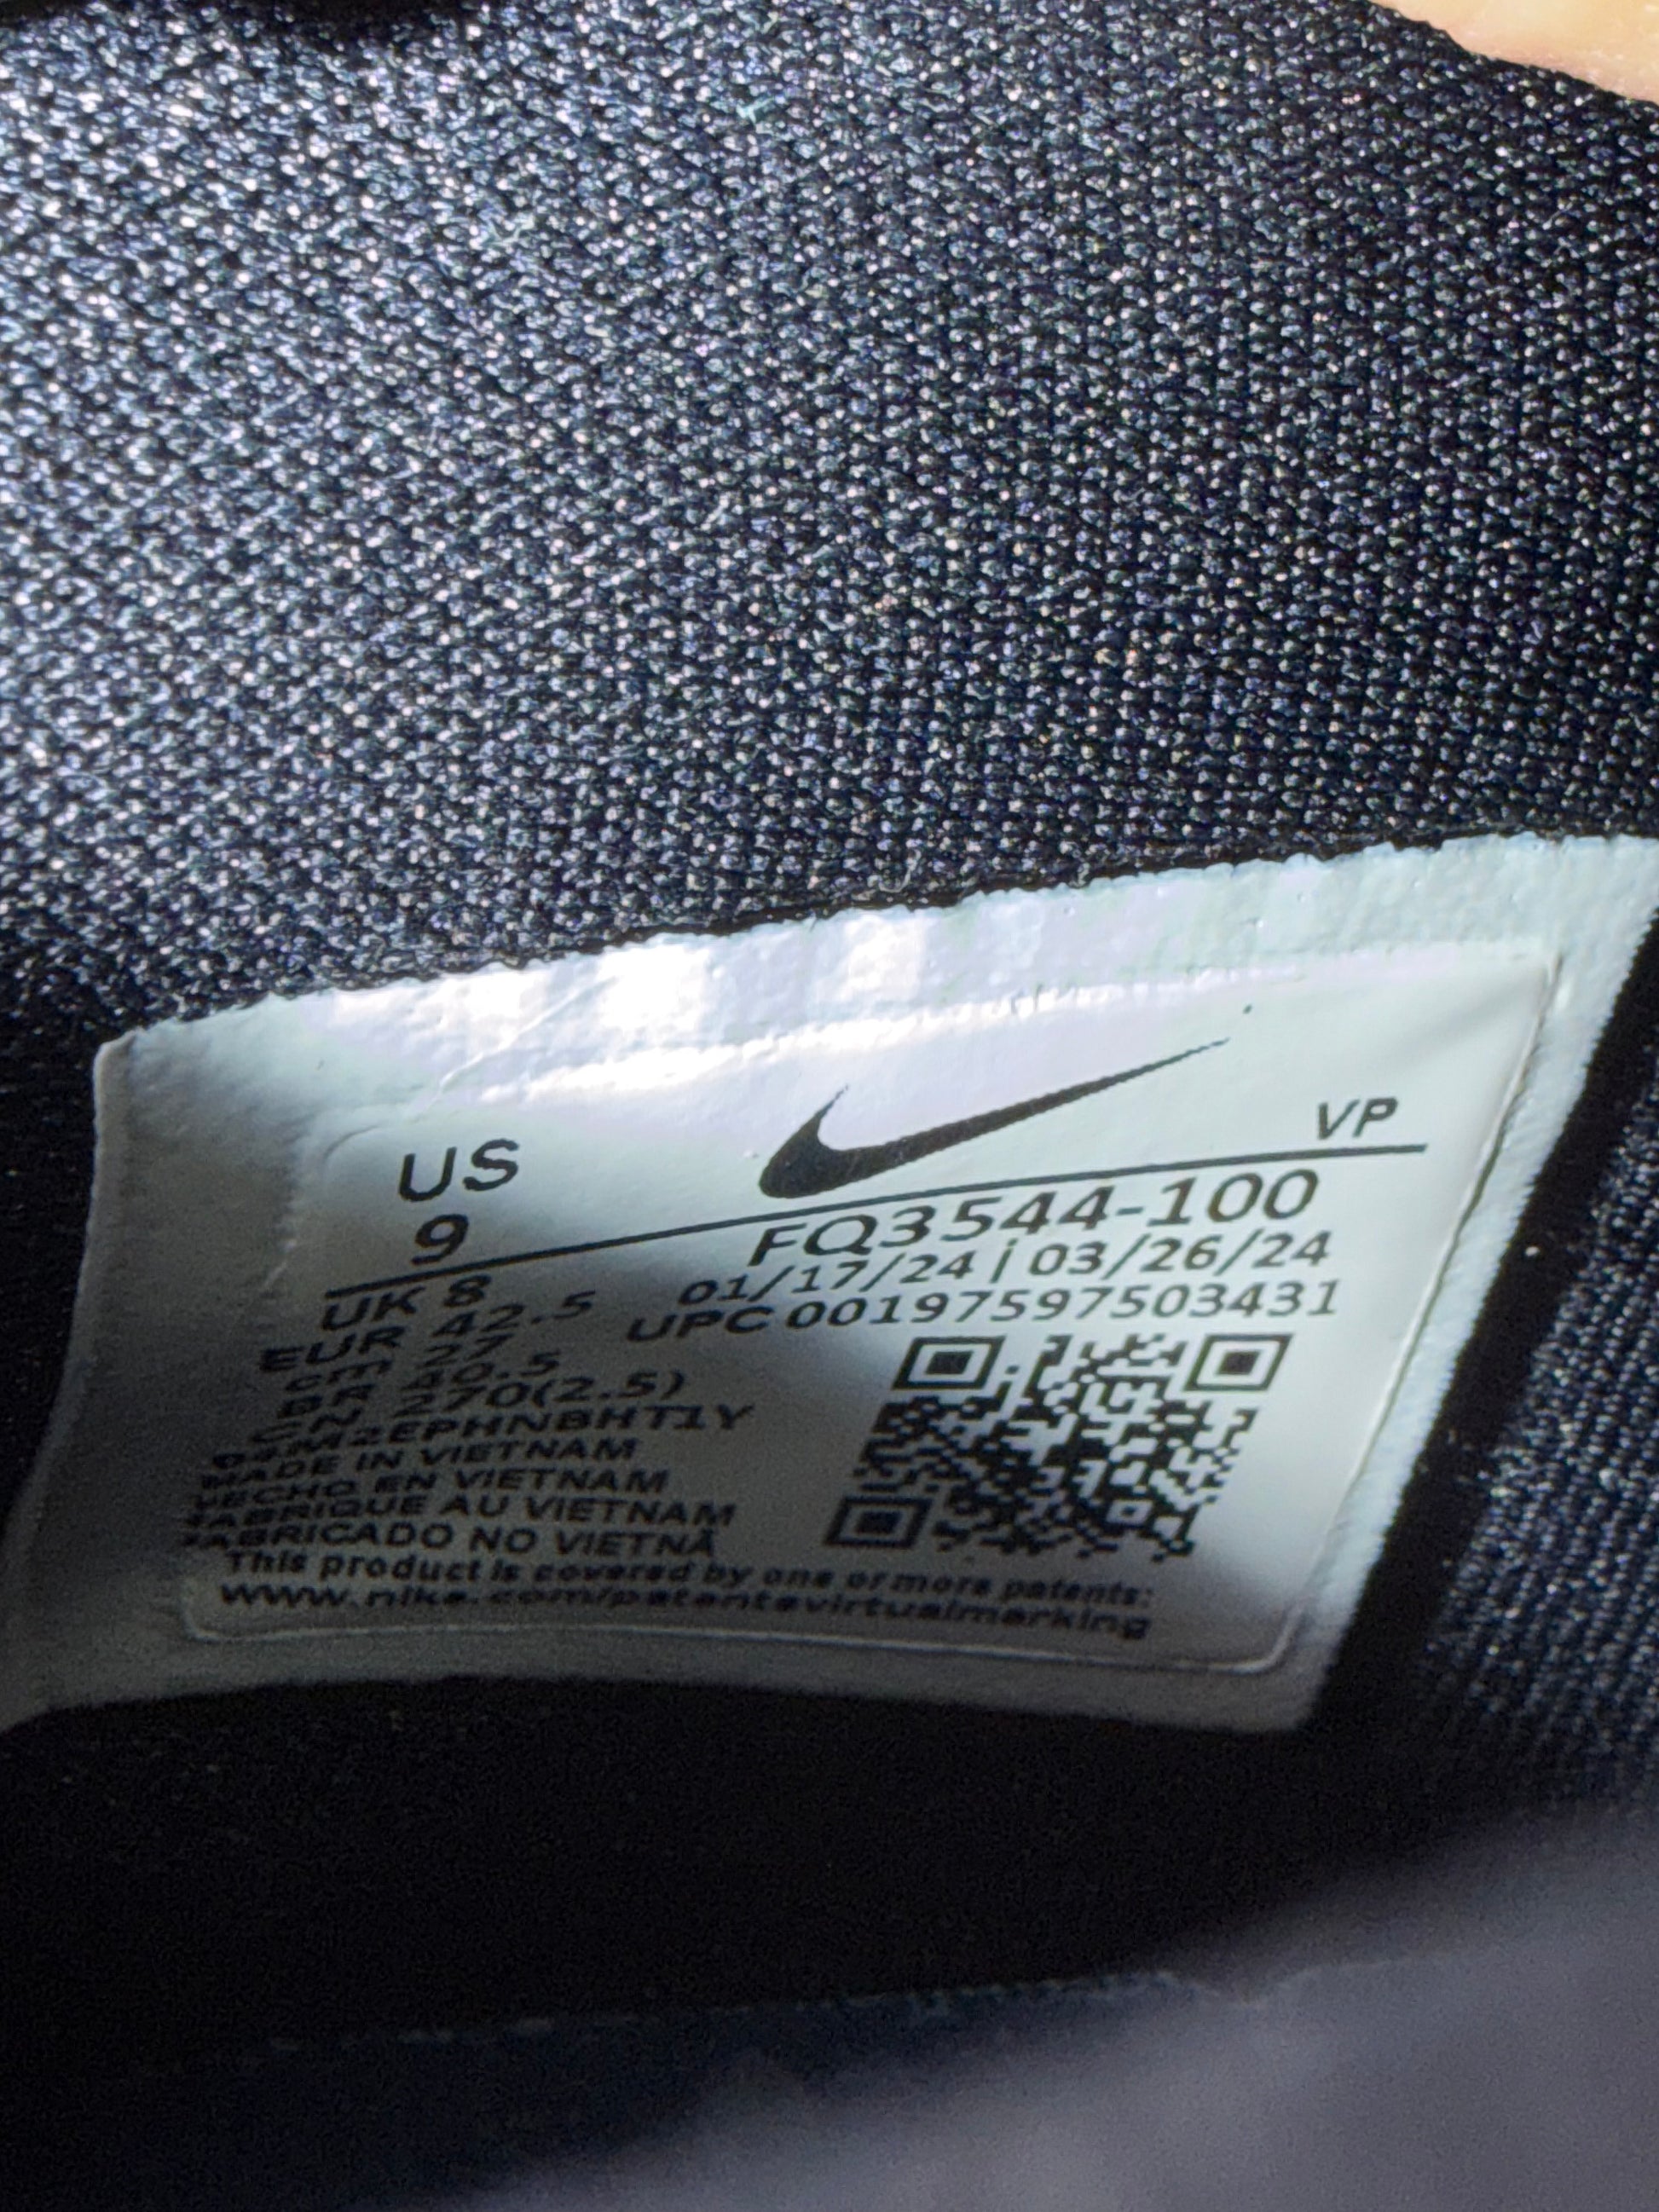 US
9
VP
FQ3544-100
01/17/24 | 03/26/24
UPC 00197597503431
UK 8
EUR 42.5
cm 27
BR 40.5
CN 270(2.5)
MADE IN VIETNAM
HECHO EN VIETNAM
FABRIQUE AU VIETNAM
FABRICADO NO VIETNÃ
This product is covered by one or more patents:
www.nike.com/patentsvirtualmarking